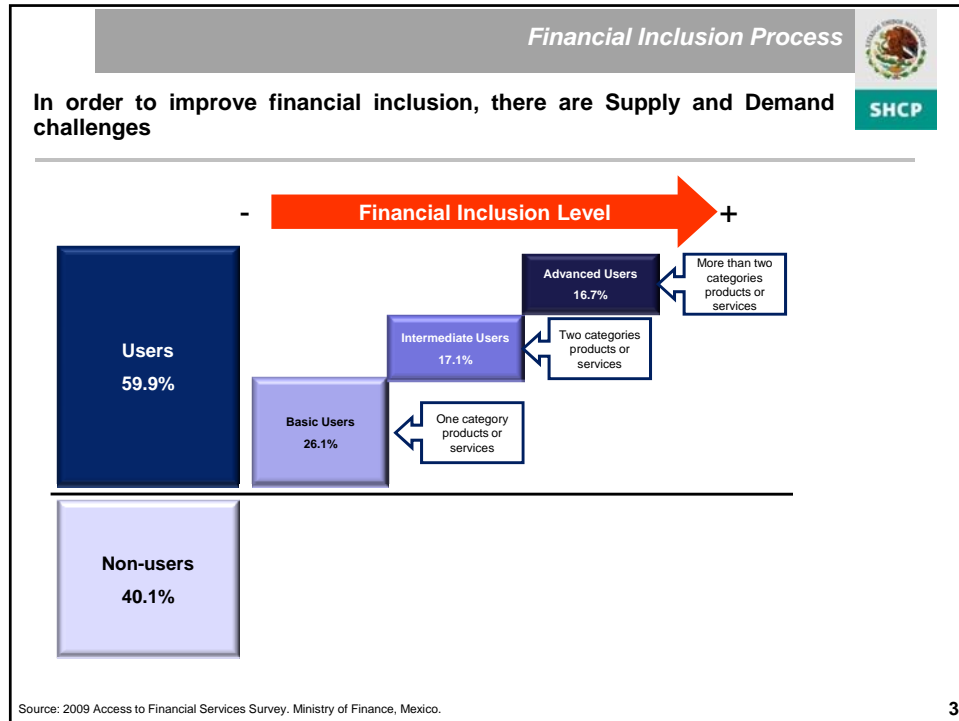 Financial Inclusion Process
SHCP
In order to improve financial inclusion, there are Supply and Demand
challenges
-
Financial Inclusion Level
+
Users
59.9%
Advanced Users
16.7%
More than two
categories
products or
services
Intermediate Users
17.1%
Two categories
products or
services
Basic Users
26.1%
One category
products or
services
Non-users
40.1%
Source: 2009 Access to Financial Services Survey. Ministry of Finance, Mexico.
3